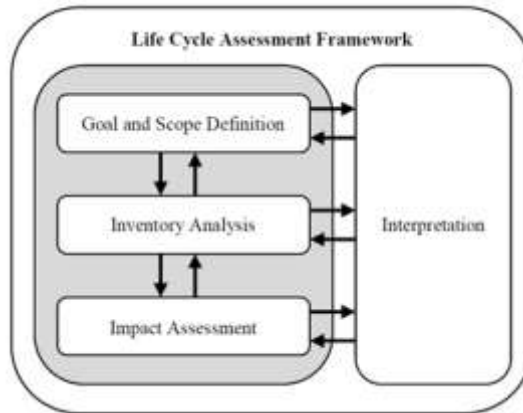 Life Cycle Assessment Framework
Goal and Scope Definition
Inventory Analysis
Interpretation
Impact Assessment